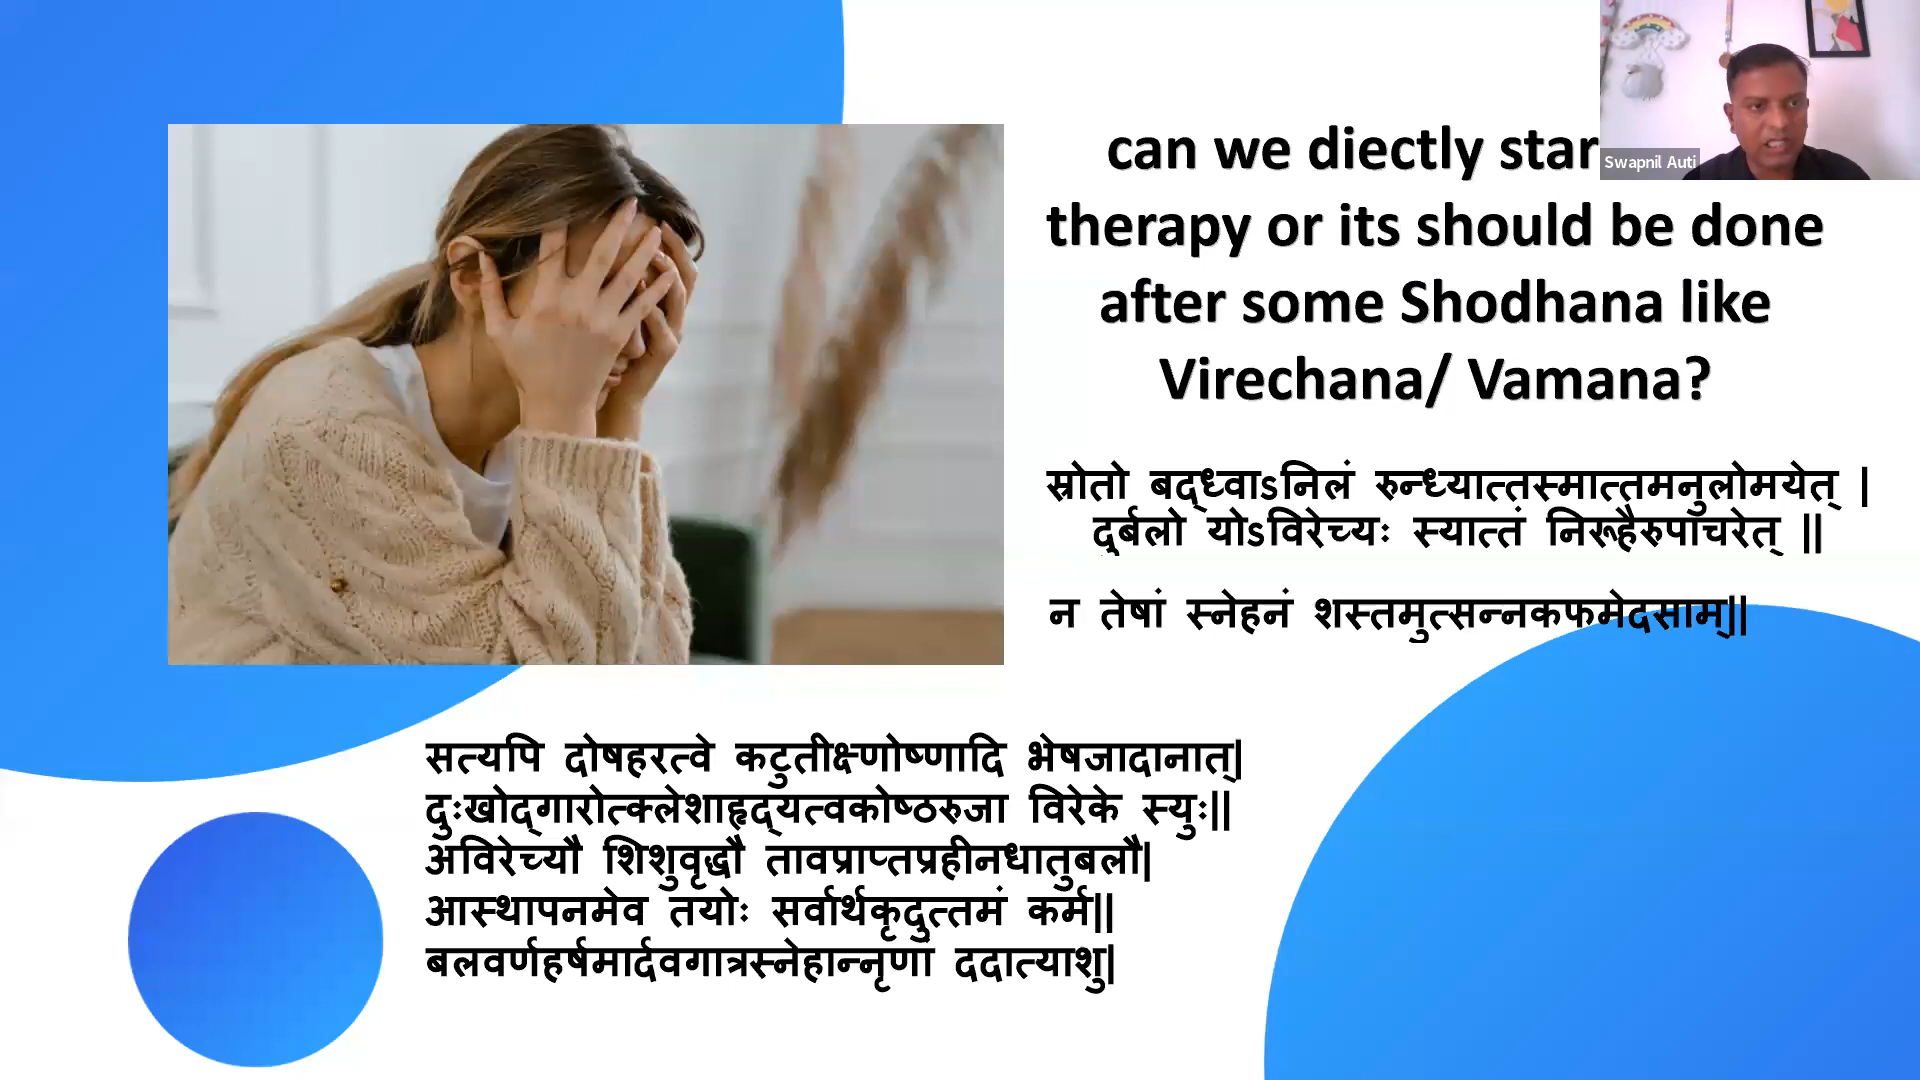 can we diectly star
therapy or its should be done
after some Shodhana like
Virechana/ Vamana?
Swapnil Auti
स्रोतो बद्ध्वाऽनिलं रुन्ध्यात्तस्मात्तमनुलोमयेत् |
दुर्बलो योऽविरेच्यः स्यात्तं निरूहैरुपाचरेत् ||
न तेषां स्नेहनं शस्तमुत्सन्नकफमेदसाम्||
सत्यपि दोषहरत्वे कटुतीक्ष्णोष्णादि भेषजादानात्|
दुःखोद्गारोत्क्लेशाहृद्यत्वकोष्ठरुजा विरेके स्युः||
अविरेच्यौ शिशुवृद्धौ तावप्राप्तप्रहीनधातुबलौ|
आस्थापनमेव तयोः सर्वार्थकृदुत्तमं कर्म||
बलवर्णहर्षमार्दवगात्रस्नेहान्नृणां ददात्याशु|